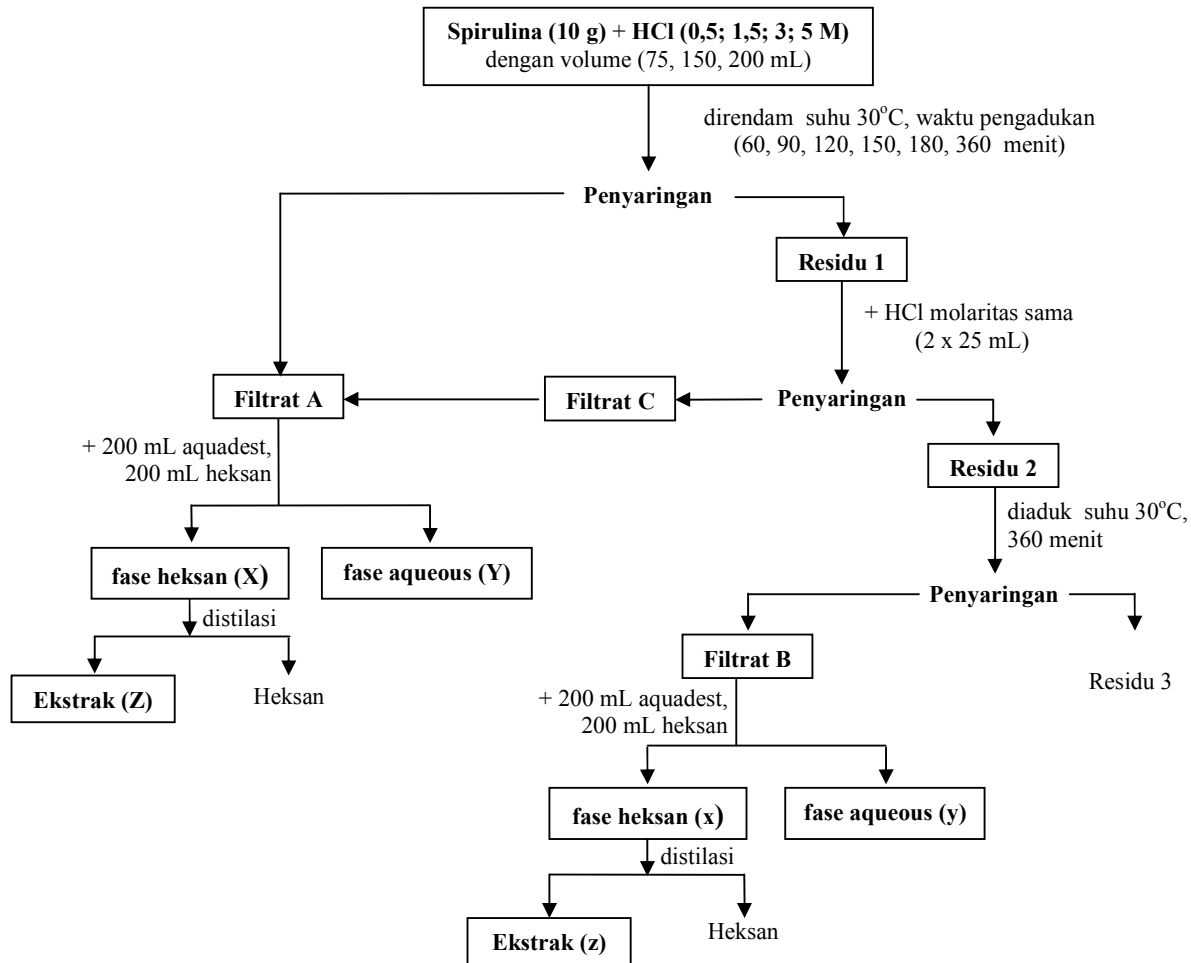 Spirulina (10 g) + HCl (0,5; 1,5; 3; 5 M)
dengan volume (75, 150, 200 mL)
direndam suhu 30°C, waktu pengadukan
(60, 90, 120, 150, 180, 360 menit)
Penyaringan
Residu 1
+ HCl molaritas sama
(2 x 25 mL)
Filtrat A
Filtrat C
Penyaringan
+ 200 mL aquadest,
200 mL heksan
Residu 2
diaduk suhu 30°C,
360 menit
fase heksan (X)
fase aqueous (Y)
Penyaringan
distilasi
Filtrat B
Residu 3
Ekstrak (Z)
Heksan
+ 200 mL aquadest,
200 mL heksan
fase heksan (x)
fase aqueous (y)
distilasi
Ekstrak (z)
Heksan